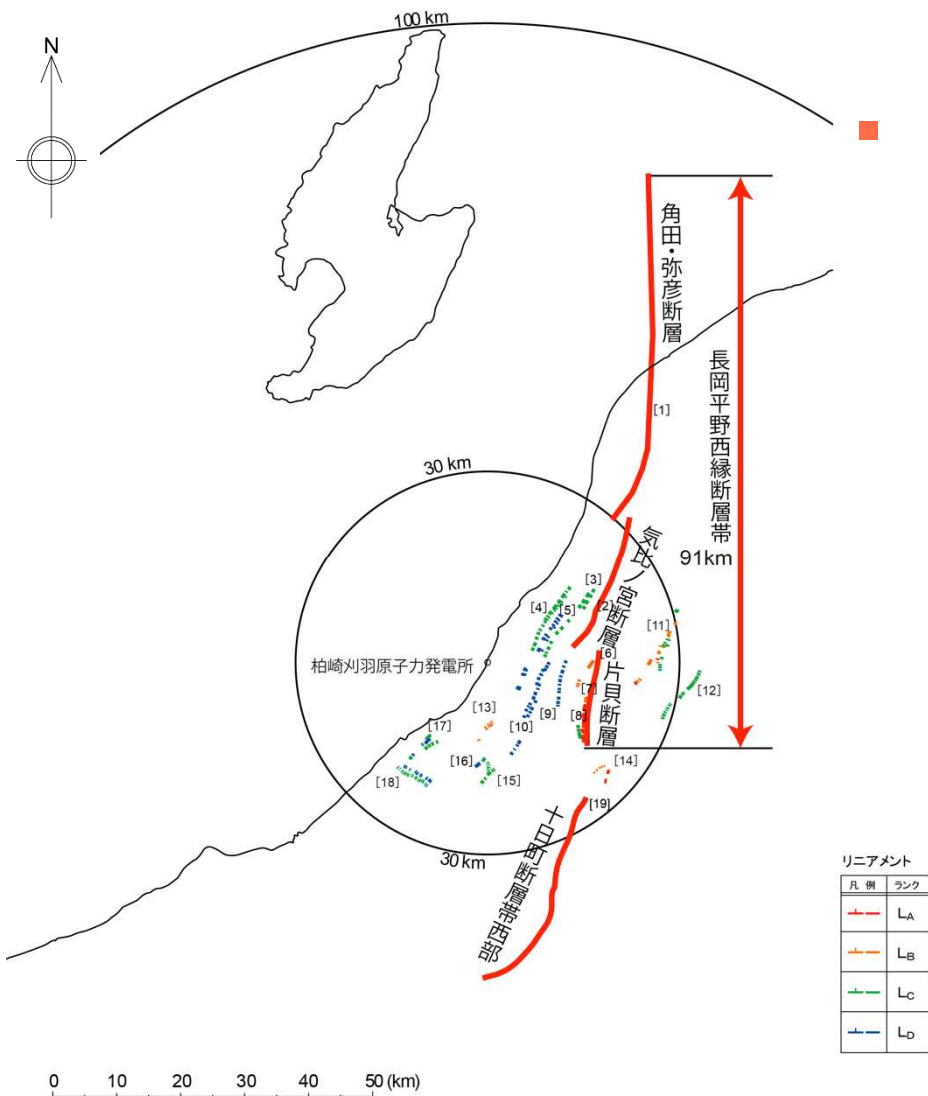 100 km
N
角田・弥彦断層
[1]
長岡平野西縁断層帯
91km
30 km
気比ノ宮断層
[3]
[4]
[5]
[2]
[11]
[6]
片貝断層
柏崎刈羽原子力発電所
[7]
[12]
[13]
[9]
[8]
[10]
[17]
[16]
[14]
[18]
[15]
[19]
十日町断層帯西部
30 km
リニアメント
凡 例 ランク
LA
LB
LC
LD
0 10 20 30 40 50 (km)